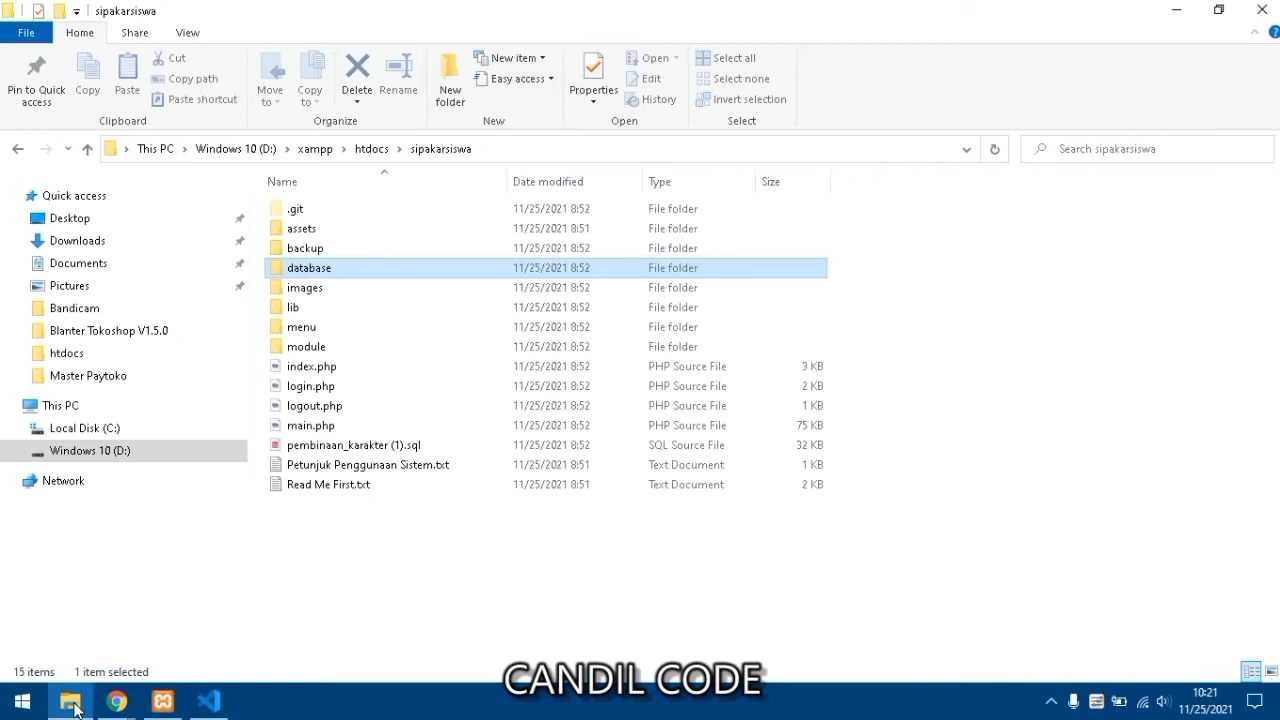 sipakarsiswa
File
Home
Share
View
Pin to Quick access
Copy
Paste
Cut
Copy path
Paste shortcut
Clipboard
Move to
Copy to
Delete
Rename
Organize
New folder
New item
Easy access
New
Properties
Open
Edit
History
Open
Select all
Select none
Invert selection
Select
This PC > Windows 10 (D:) > xampp > htdocs > sipakarsiswa
Search sipakarsiswa
Quick access
Desktop
Downloads
Documents
Pictures
Bandicam
Blanter Tokoshop V1.5.0
htdocs
Master Paytoko
This PC
Local Disk (C:)
Windows 10 (D:)
Network
Name Date modified Type Size
.git 11/25/2021 8:52 File folder
assets 11/25/2021 8:51 File folder
backup 11/25/2021 8:52 File folder
database 11/25/2021 8:52 File folder
images 11/25/2021 8:52 File folder
lib 11/25/2021 8:52 File folder
menu 11/25/2021 8:52 File folder
module 11/25/2021 8:52 File folder
index.php 11/25/2021 8:52 PHP Source File 3 KB
login.php 11/25/2021 8:52 PHP Source File 2 KB
logout.php 11/25/2021 8:52 PHP Source File 1 KB
main.php 11/25/2021 8:52 PHP Source File 75 KB
pembinaan_karakter (1).sql 11/25/2021 8:52 SQL Source File 32 KB
Petunjuk Penggunaan Sistem.txt 11/25/2021 8:51 Text Document 1 KB
Read Me First.txt 11/25/2021 8:51 Text Document 2 KB
15 items 1 item selected
CANDIL CODE
10:21
11/25/2021